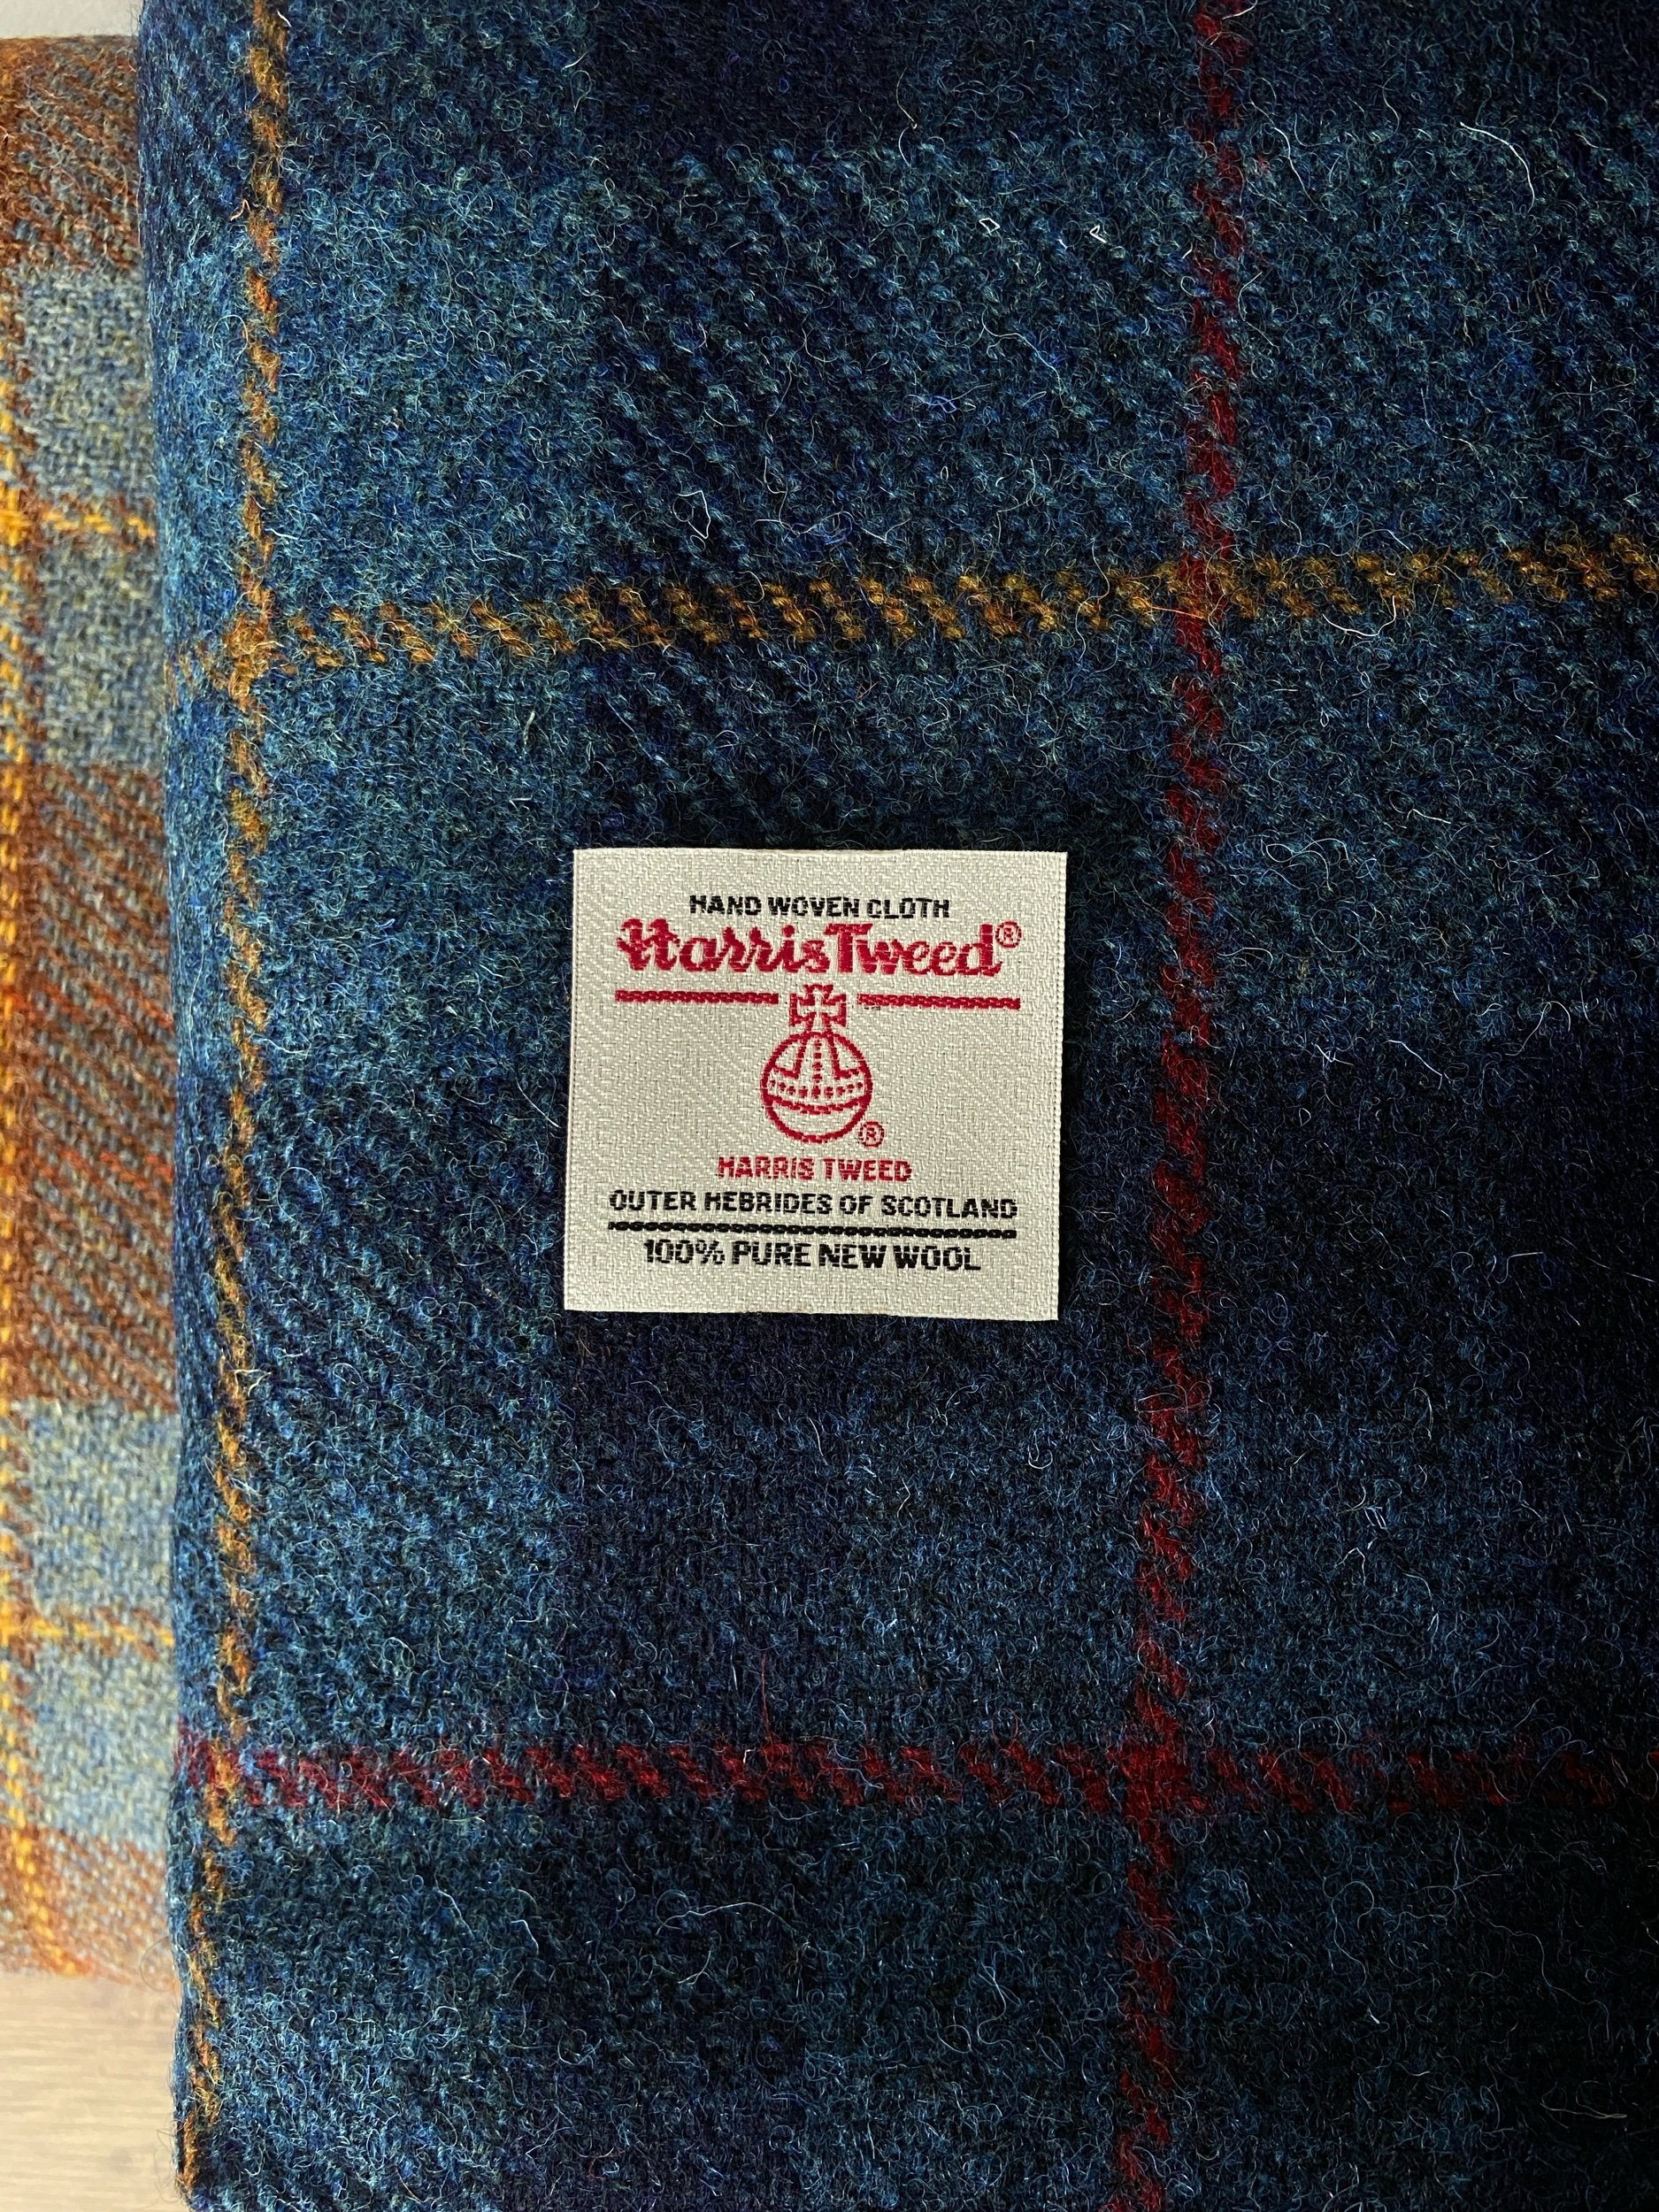 HAND WOVEN CLOTH
Harris Tweed®
®
HARRIS TWEED
OUTER HEBRIDES OF SCOTLAND
100% PURE NEW WOOL